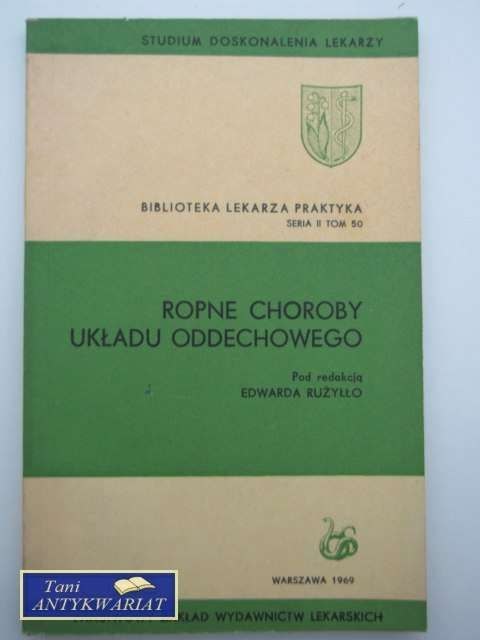 STUDIUM DOSKONALENIA LEKARZY
BIBLIOTEKA LEKARZA PRAKTYKA
SERIA II TOM 50
ROPNE CHOROBY
UKŁADU ODDECHOWEGO
Pod redakcją
EDWARDA RUŻYŁŁO
WARSZAWA 1969
ZAKŁAD WYDAWNICTW LEKARSKICH
Tani
ANTYKWARIAT